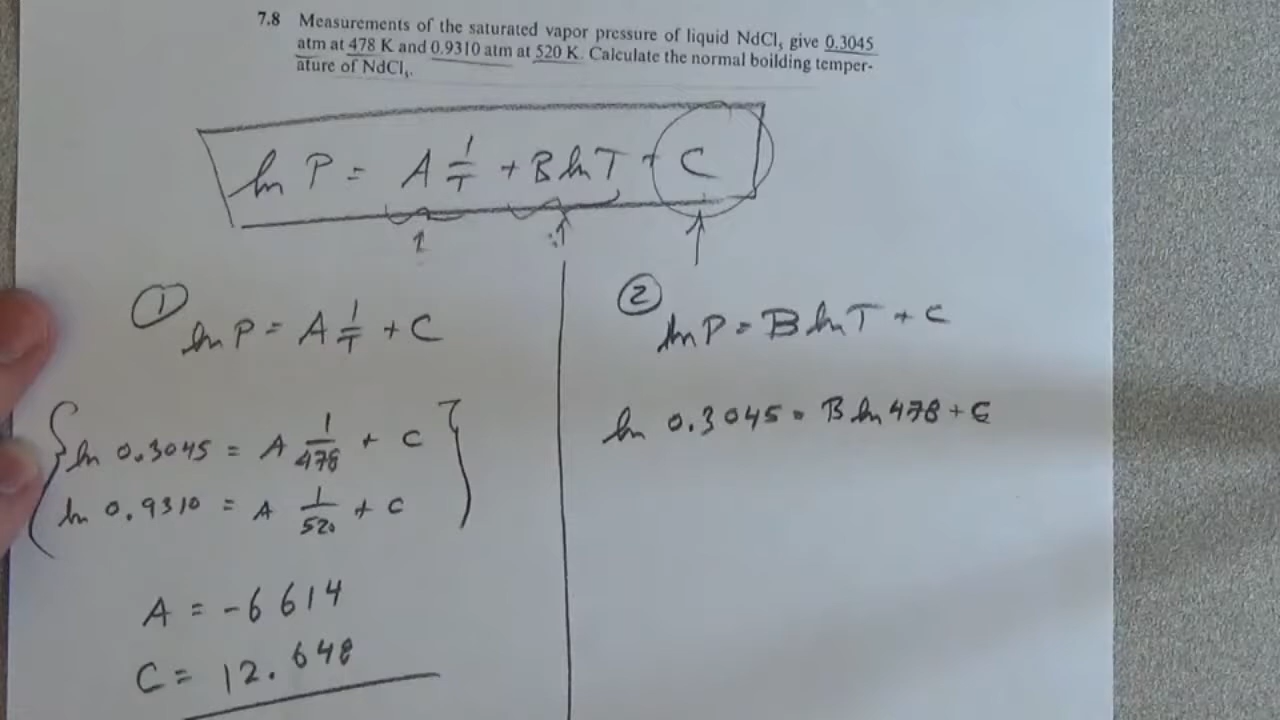 7.8 Measurements of the saturated vapor pressure of liquid NdCl₅ give 0.3045
atm at 478 K and 0.9310 atm at 520 K. Calculate the normal boilding temper-
ature of NdCl₅.
ln P = A 1/T + B ln T + C
①
ln P = A 1/T + C
ln 0.3045 = A 1/478 + C
ln 0.9310 = A 1/520 + C
A = -6614
C = 12.648
②
ln P = B ln T + C
ln 0.3045 = B ln 478 + C